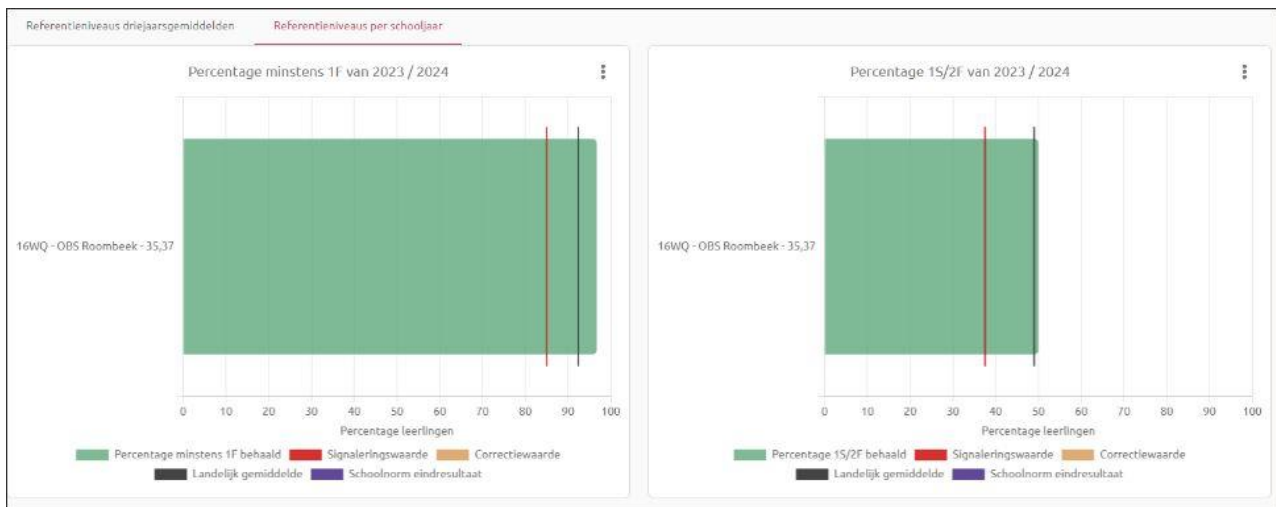 Referentieniveaus driejaarsgemiddelden
Referentieniveaus per schooljaar
Percentage minstens 1F van 2023 / 2024
16WQ - OBS Roombeek - 35,37
0 10 20 30 40 50 60 70 80 90 100
Percentage leerlingen
Percentage minstens 1F behaald Signaleringswaarde Correctiewaarde
Landelijk gemiddelde Schoolnorm eindresultaat
Percentage 1S/2F van 2023 / 2024
16WQ - OBS Roombeek - 35,37
0 10 20 30 40 50 60 70 80 90 100
Percentage leerlingen
Percentage 1S/2F behaald Signaleringswaarde Correctiewaarde
Landelijk gemiddelde Schoolnorm eindresultaat